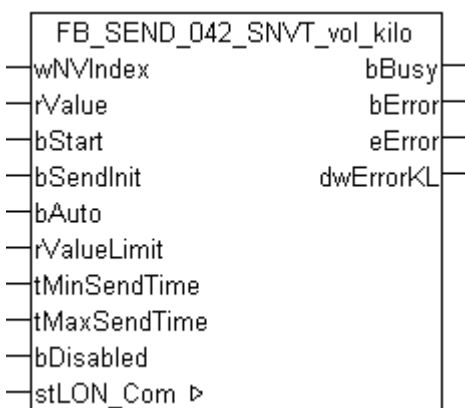 FB_SEND_042_SNVT_vol_kilo
wNVIndex bBusy
rValue bError
bStart eError
bSendInit dwErrorKL
bAuto
rValueLimit
tMinSendTime
tMaxSendTime
bDisabled
stLON_Com ▷